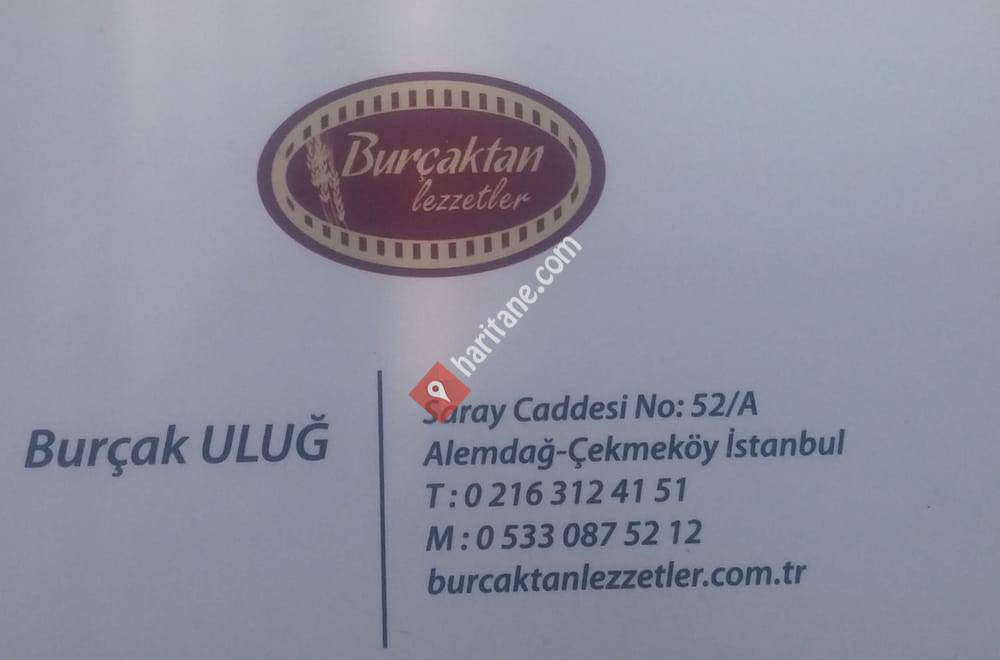 Burçaktan
lezzetler
haritane.com
Burçak ULUĞ
Saray Caddesi No: 52/A
Alemdağ-Çekmeköy İstanbul
T : 0 216 312 41 51
M : 0 533 087 52 12
burcaktanlezzetler.com.tr